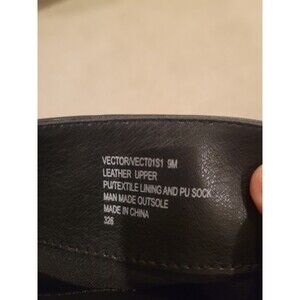 VECTOR/VECT01S1 9M
LEATHER UPPER
PU/TEXTILE LINING AND PU SOCK
MAN MADE OUTSOLE
MADE IN CHINA
326